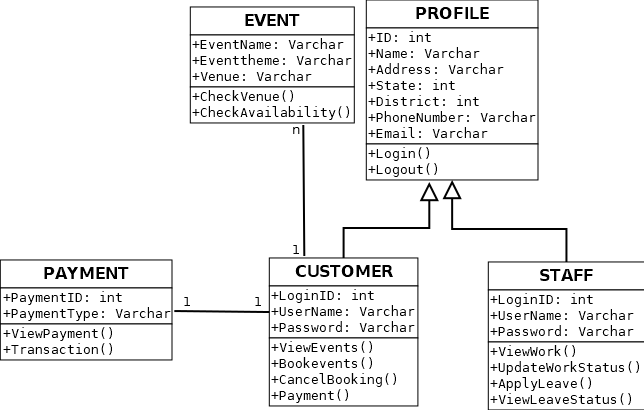 EVENT
+EventName: Varchar
+Eventtheme: Varchar
+Venue: Varchar
+CheckVenue()
+CheckAvailability()
PROFILE
+ID: int
+Name: Varchar
+Address: Varchar
+State: int
+District: int
+PhoneNumber: Varchar
+Email: Varchar
+Login()
+Logout()
n
1
PAYMENT
+PaymentID: int
+PaymentType: Varchar
+ViewPayment()
+Transaction()
1
1
CUSTOMER
+LoginID: int
+UserName: Varchar
+Password: Varchar
+ViewEvents()
+Bookevents()
+CancelBooking()
+Payment()
STAFF
+LoginID: int
+UserName: Varchar
+Password: Varchar
+ViewWork()
+UpdateWorkStatus()
+ApplyLeave()
+ViewLeaveStatus()